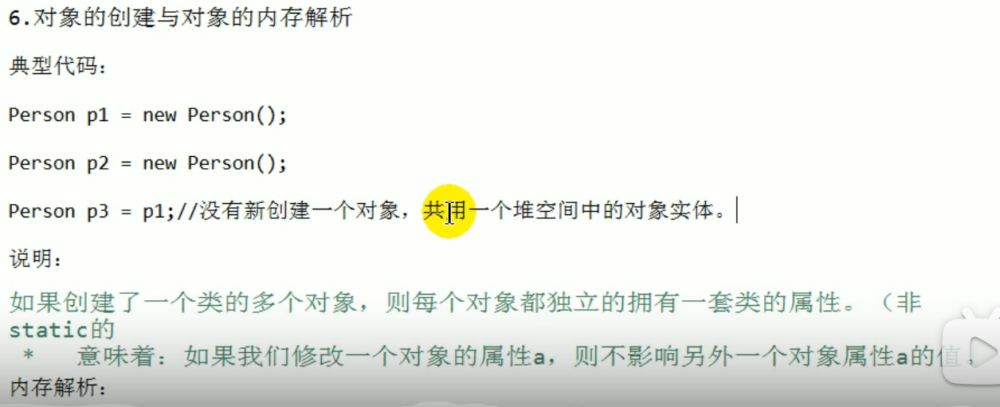 6.对象的创建与对象的内存解析
典型代码：
Person p1 = new Person();
Person p2 = new Person();
Person p3 = p1;//没有新创建一个对象，共用一个堆空间中的对象实体。
说明：
如果创建了一个类的多个对象，则每个对象都独立的拥有一套类的属性。（非
static的
*   意味着：如果我们修改一个对象的属性a，则不影响另外一个对象属性a的值。
内存解析：